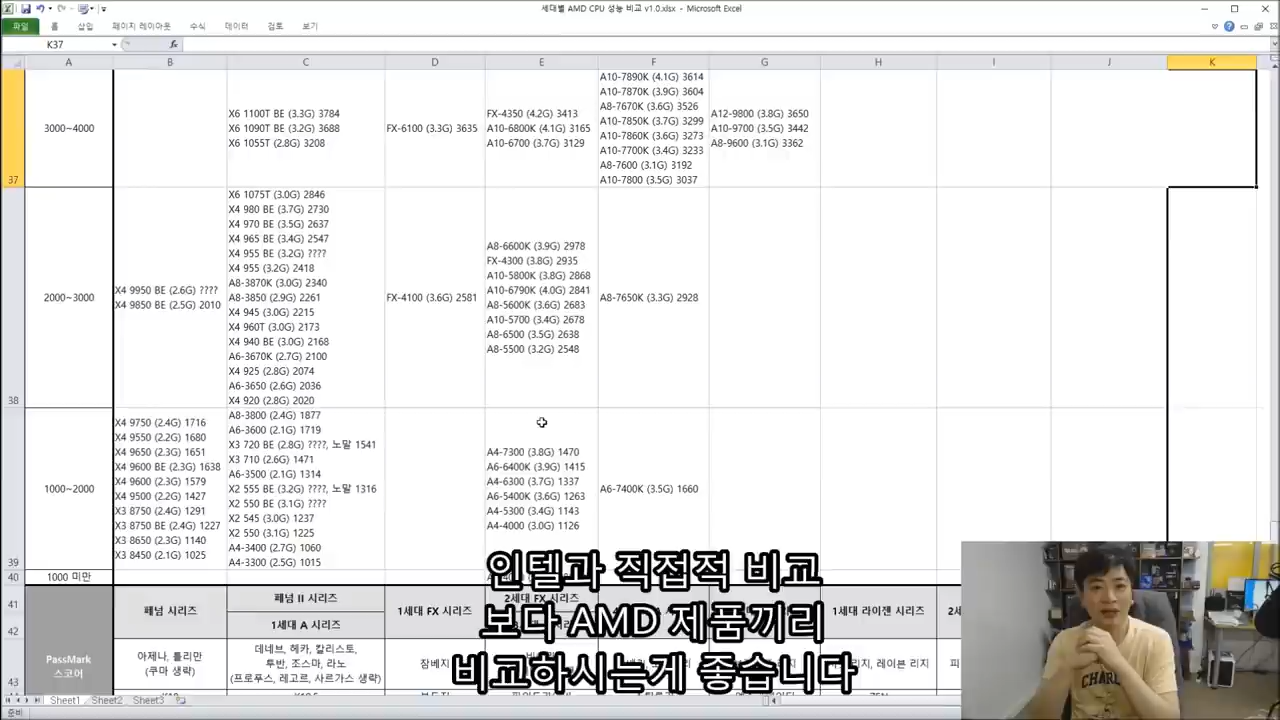 세대별 AMD CPU 성능 비교 v1.0.xlsx - Microsoft Excel
파일 홈 삽입 페이지 레이아웃 수식 데이터 검토 보기
K37 fx
A B C D E F G H I J K
3000~4000
X6 1100T BE (3.3G) 3784
X6 1090T BE (3.2G) 3688
X6 1055T (2.8G) 3208
FX-6100 (3.3G) 3635
FX-4350 (4.2G) 3413
A10-6800K (4.1G) 3165
A10-6700 (3.7G) 3129
A10-7890K (4.1G) 3614
A10-7870K (3.9G) 3604
A8-7670K (3.6G) 3526
A10-7850K (3.7G) 3299
A10-7860K (3.6G) 3273
A10-7700K (3.4G) 3233
A8-7600 (3.1G) 3192
A10-7800 (3.5G) 3037
A12-9800 (3.8G) 3650
A10-9700 (3.5G) 3442
A8-9600 (3.1G) 3362
37
2000~3000
X4 9950 BE (2.6G) ????
X4 9850 BE (2.5G) 2010
X6 1075T (3.0G) 2846
X4 980 BE (3.7G) 2730
X4 970 BE (3.5G) 2637
X4 965 BE (3.4G) 2547
X4 955 BE (3.2G) ????
X4 955 (3.2G) 2418
A8-3870K (3.0G) 2340
A8-3850 (2.9G) 2261
X4 945 (3.0G) 2215
X4 960T (3.0G) 2173
X4 940 BE (3.0G) 2168
A6-3670K (2.7G) 2100
X4 925 (2.8G) 2074
A6-3650 (2.6G) 2036
X4 920 (2.8G) 2020
FX-4100 (3.6G) 2581
A8-6600K (3.9G) 2978
FX-4300 (3.8G) 2935
A10-5800K (3.8G) 2868
A10-6790K (4.0G) 2841
A8-5600K (3.6G) 2683
A10-5700 (3.4G) 2678
A8-6500 (3.5G) 2638
A8-5500 (3.2G) 2548
A8-7650K (3.3G) 2928
38
1000~2000
X4 9750 (2.4G) 1716
X4 9550 (2.2G) 1680
X4 9650 (2.3G) 1651
X4 9600 BE (2.3G) 1638
X4 9600 (2.3G) 1579
X4 9500 (2.2G) 1427
X3 8750 (2.4G) 1291
X3 8750 BE (2.4G) 1227
X3 8650 (2.3G) 1140
X3 8450 (2.1G) 1025
A8-3800 (2.4G) 1877
A6-3600 (2.1G) 1719
X3 720 BE (2.8G) ????, 노말 1541
X3 710 (2.6G) 1471
A6-3500 (2.1G) 1314
X2 555 BE (3.2G) ????, 노말 1316
X2 550 BE (3.1G) ????
X2 545 (3.0G) 1237
X2 550 (3.1G) 1225
A4-3400 (2.7G) 1060
A4-3300 (2.5G) 1015
A4-7300 (3.8G) 1470
A6-6400K (3.9G) 1415
A4-6300 (3.7G) 1337
A6-5400K (3.6G) 1263
A4-5300 (3.4G) 1143
A4-4000 (3.0G) 1126
A6-7400K (3.5G) 1660
39
40 1000 미만
41
42
43
PassMark
스코어
페넘 시리즈
페넘 II 시리즈
1세대 A 시리즈
1세대 FX 시리즈
2세대 FX 시리즈
1세대 라이젠 시리즈
아제나, 톨리만
(쿠마 생략)
데네브, 헤카, 칼리스토,
투반, 조스마, 라노
(프로푸스, 레고르, 사르가스 생략)
잠베지
레이븐 리지
인텔과 직접적 비교
보다 AMD 제품끼리
비교하시는게 좋습니다
CHARLE
Sheet1 Sheet2 Sheet3
준비